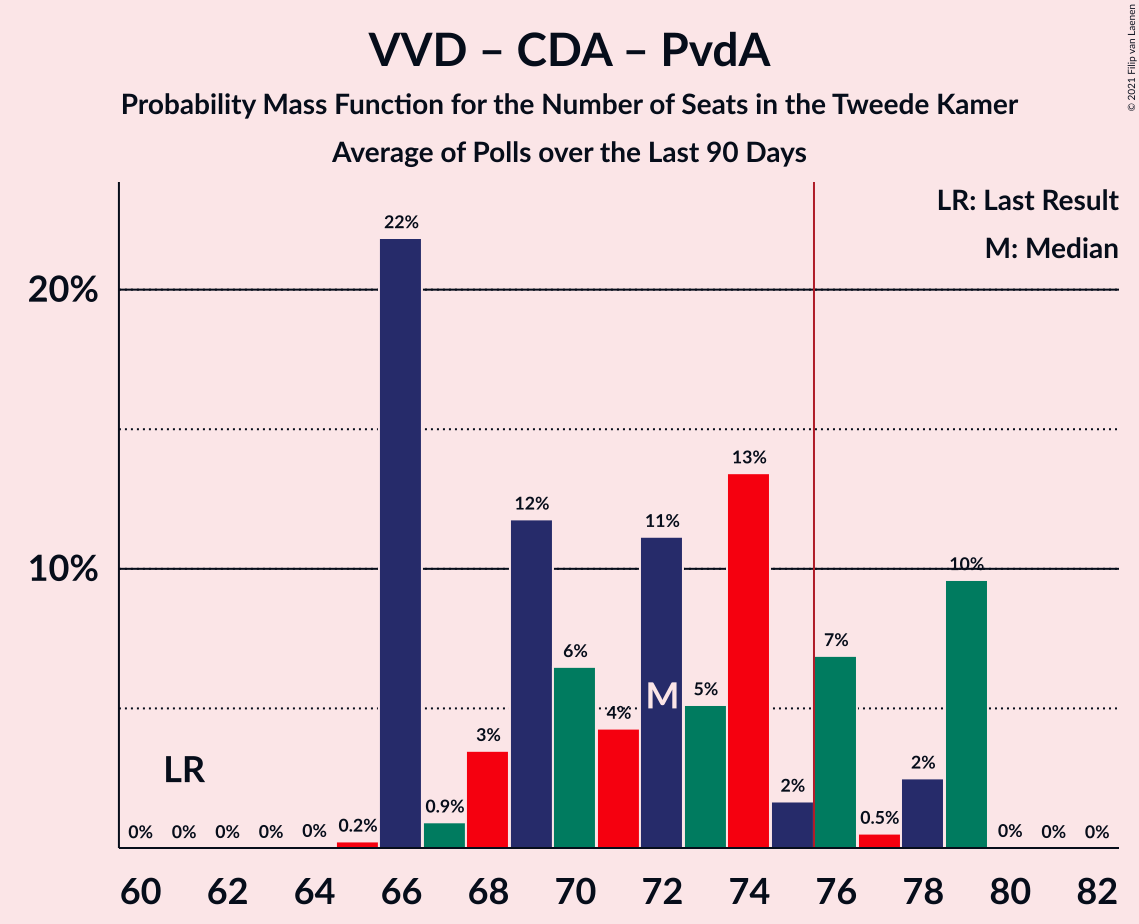 VVD – CDA – PvdA
Probability Mass Function for the Number of Seats in the Tweede Kamer
Average of Polls over the Last 90 Days
© 2021 Filip van Laenen
LR: Last Result
M: Median
20%
10%
0% 0% 0% 0% 0% 0.2% 22% 0.9% 3% 12% 6% 4% 11% 5% 13% 2% 7% 0.5% 2% 10% 0% 0% 0%
LR
M
60 62 64 66 68 70 72 74 76 78 80 82